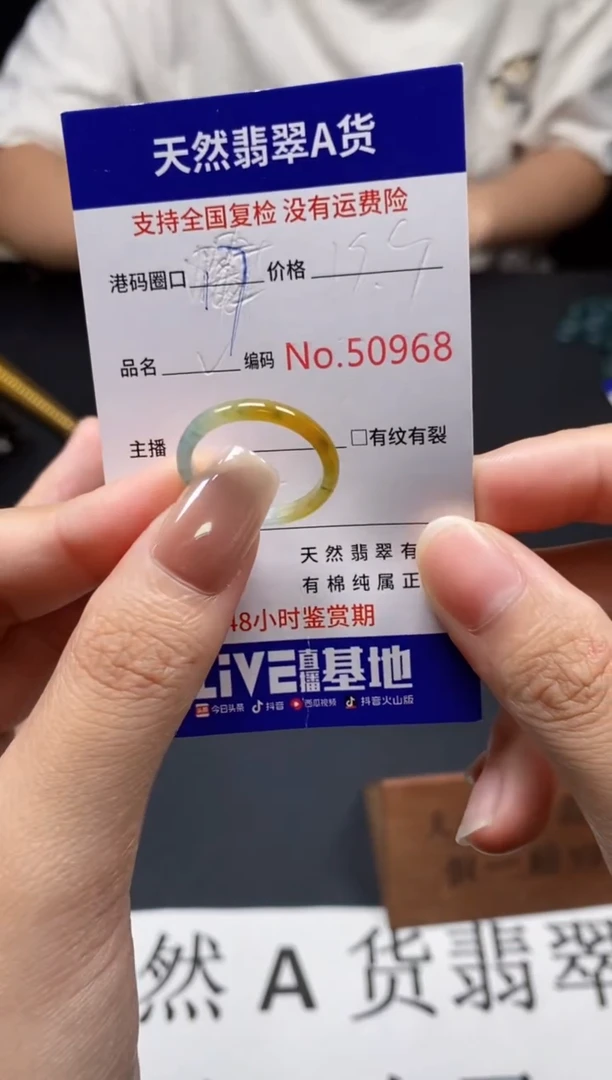 天然翡翠A货
支持全国复检 没有运费险
港码圈口 价格
品名 编码 No.50968
主播 □有纹有裂
天然翡翠有
有棉纯属正
48小时鉴赏期
LiVE直播基地
头条 今日头条 抖音 西瓜视频 抖音火山版
然A货翡翠